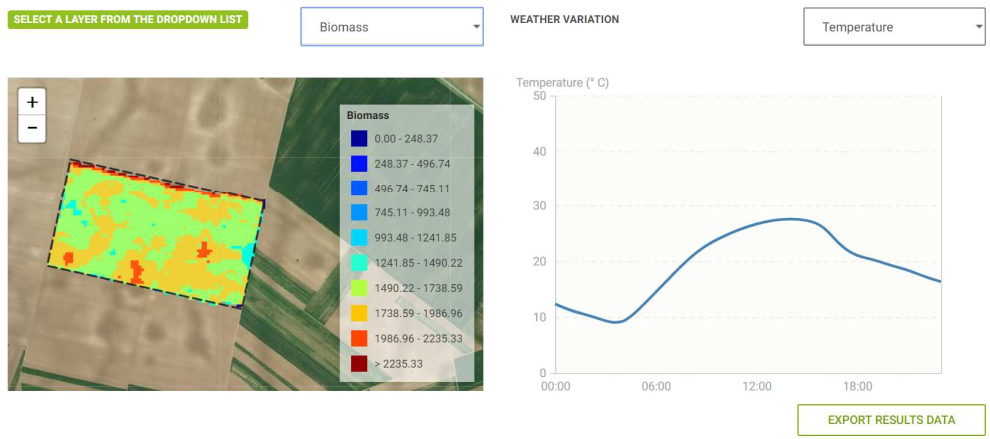 SELECT A LAYER FROM THE DROPDOWN LIST
Biomass
WEATHER VARIATION
Temperature
+
−
Biomass
0.00 - 248.37
248.37 - 496.74
496.74 - 745.11
745.11 - 993.48
993.48 - 1241.85
1241.85 - 1490.22
1490.22 - 1738.59
1738.59 - 1986.96
1986.96 - 2235.33
> 2235.33
Temperature (° C)
50
40
30
20
10
0
00:00 06:00 12:00 18:00
EXPORT RESULTS DATA